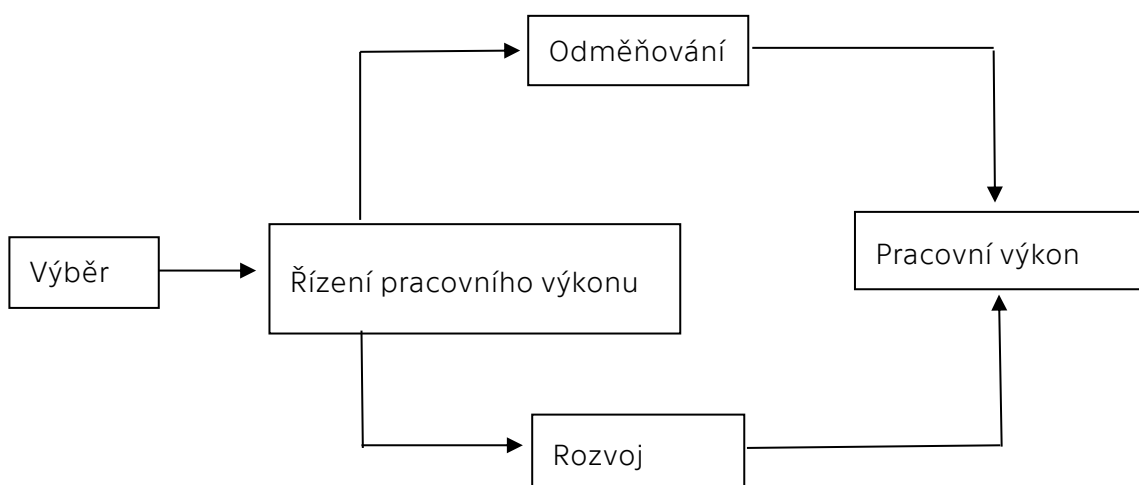 Odměňování
Výběr
Řízení pracovního výkonu
Pracovní výkon
Rozvoj